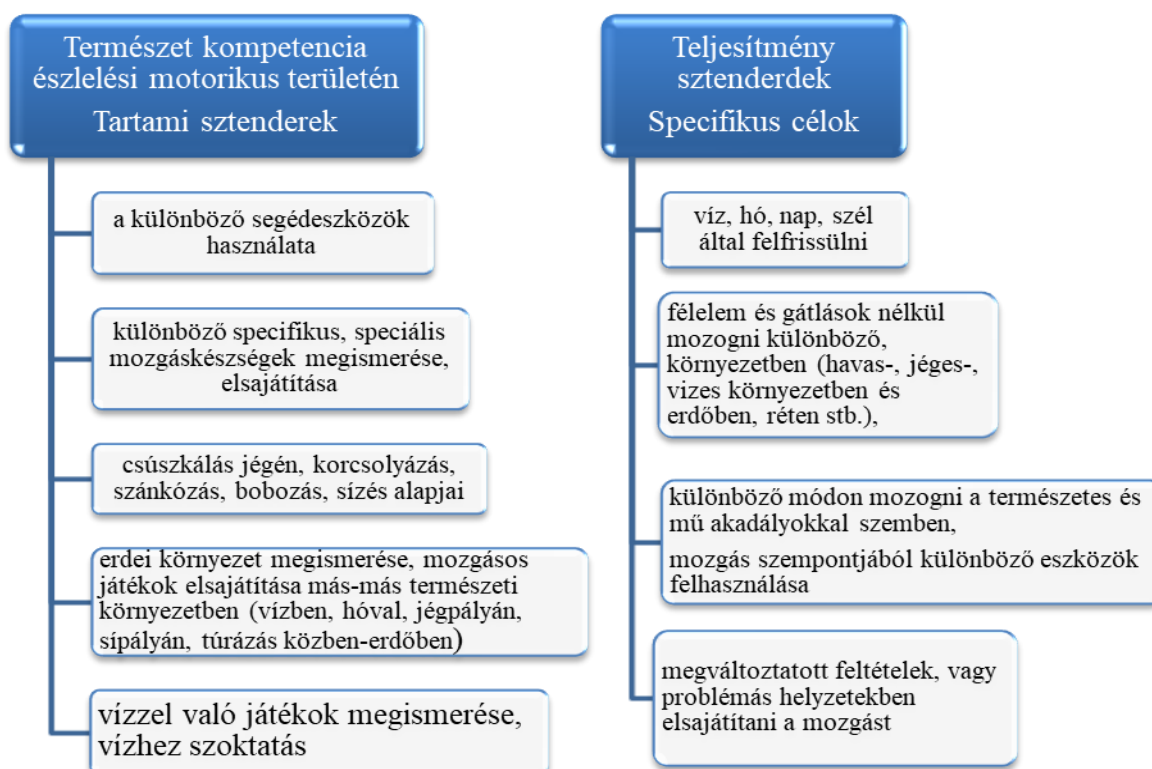 Természet kompetencia
észlelési motorikus területén
Tartami sztenderek
a különböző segédeszközök
használata
különböző specifikus, speciális
mozgáskészségek megismerése,
elsajátítása
csúszkálás jégén, korcsolyázás,
szánkózás, bobozás, sízés alapjai
erdei környezet megismerése, mozgásos
játékok elsajátítása más-más természeti
környezetben (vízben, hóval, jégpályán,
sípályán, túrázás közben-erdőben)
vízzel való játékok megismerése,
vízhez szoktatás
Teljesítmény
sztenderdek
Specifikus célok
víz, hó, nap, szél
által felfrissülni
félelem és gátlások nélkül
mozogni különböző,
környezetben (havas-, jéges-,
vizes környezetben és
erdőben, réten stb.),
különböző módon mozogni a természetes és
mű akadályokkal szemben,
mozgás szempontjából különböző eszközök
felhasználása
megváltoztatott feltételek, vagy
problémás helyzetekben
elsajátítani a mozgást